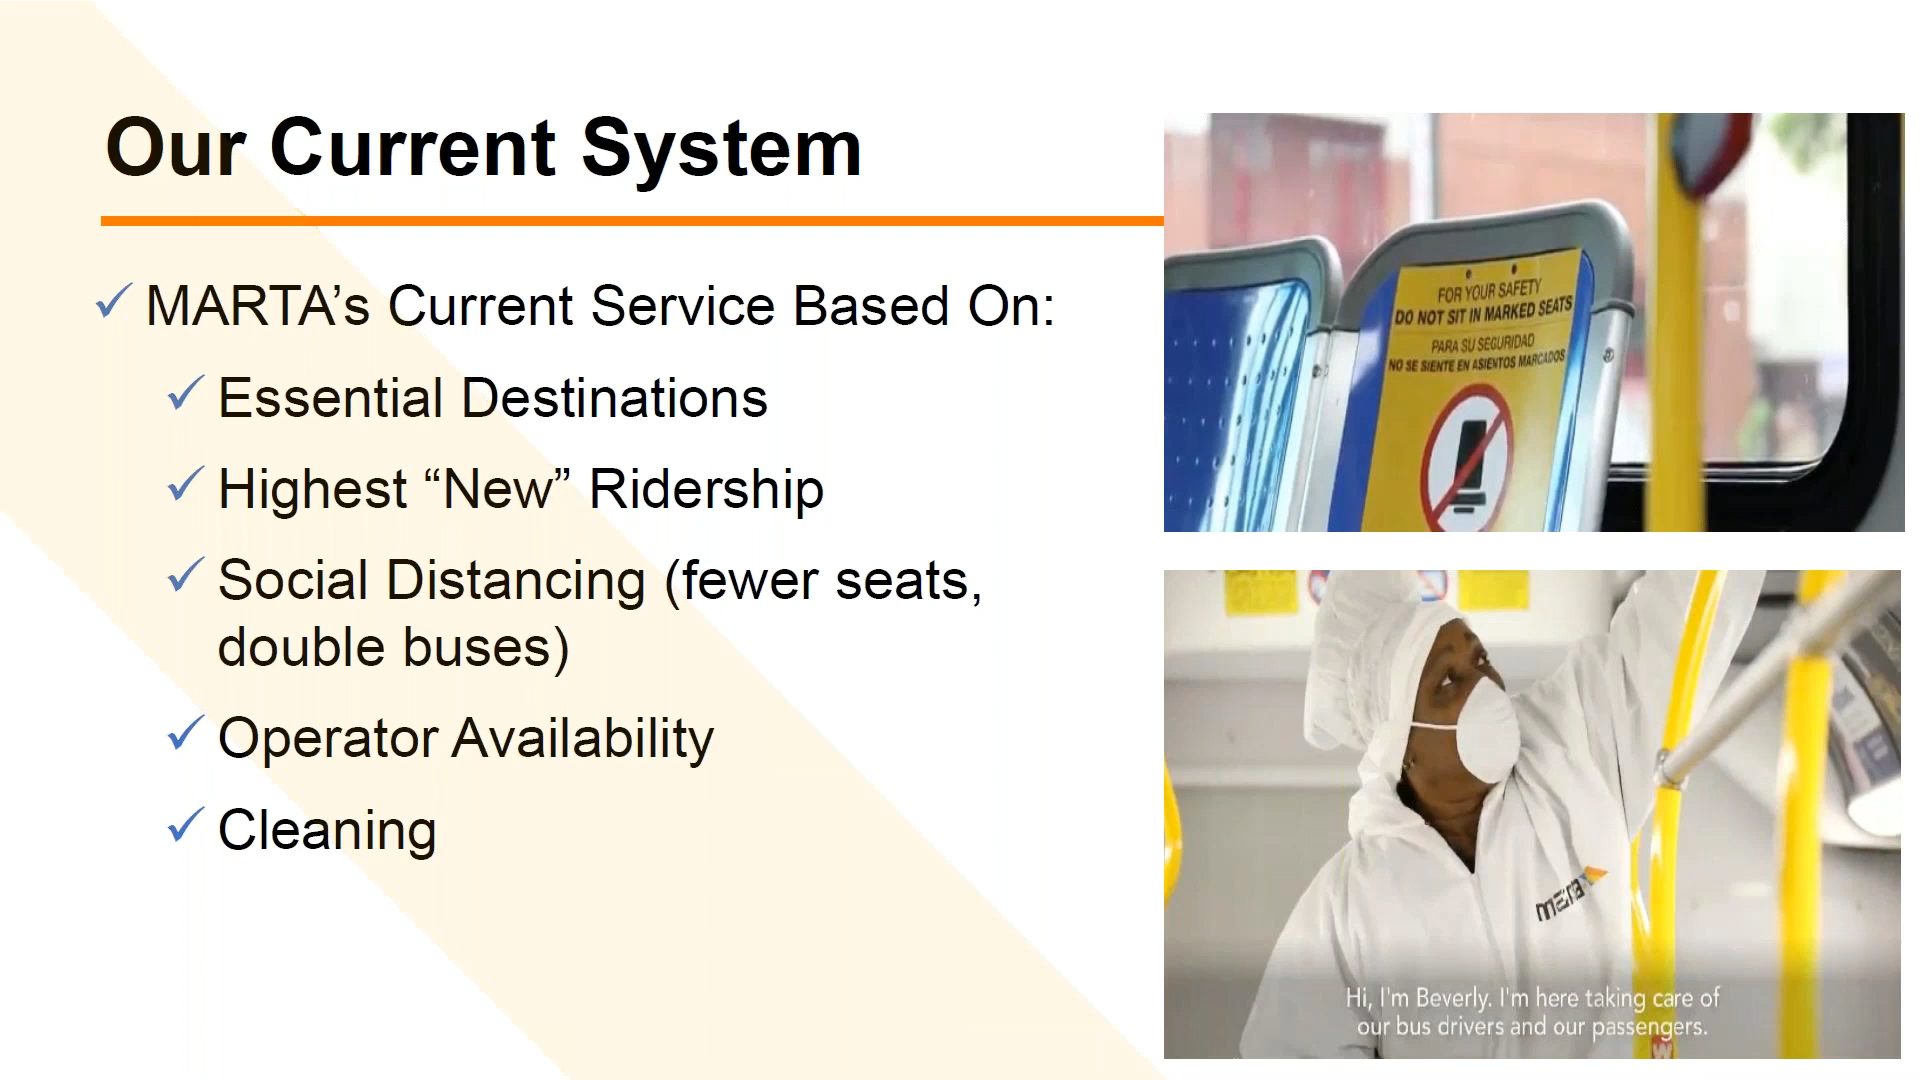 Our Current System
MARTA’s Current Service Based On:
Essential Destinations
Highest “New” Ridership
Social Distancing (fewer seats,
double buses)
Operator Availability
Cleaning
FOR YOUR SAFETY
DO NOT SIT IN MARKED SEATS
PARA SU SEGURIDAD
NO SE SIENTE EN ASIENTOS MARCADOS
marta
Hi, I'm Beverly. I'm here taking care of
our bus drivers and our passengers.